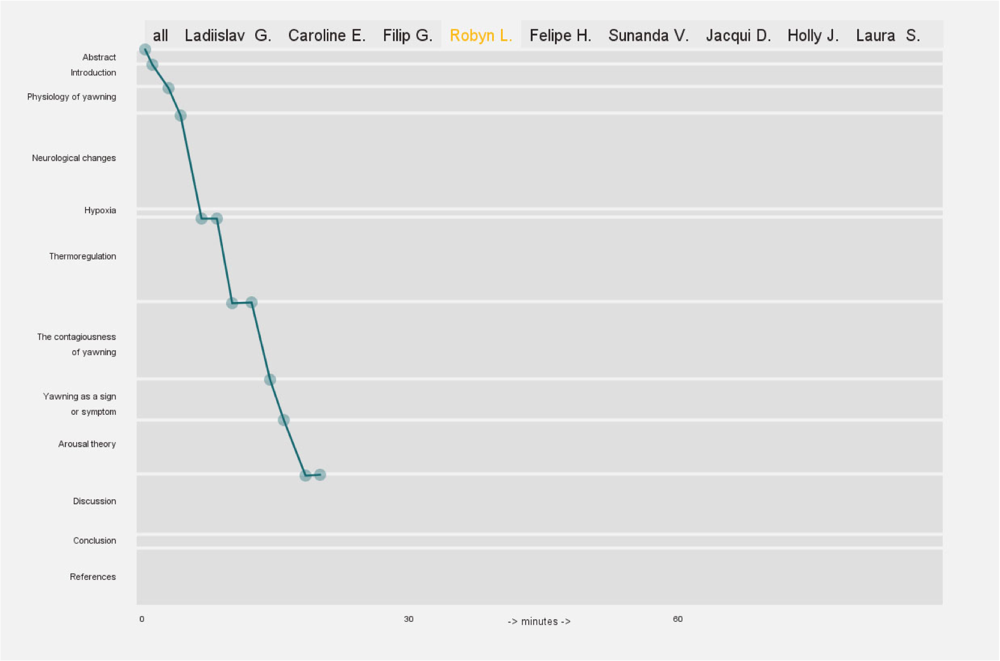 all Ladiislav G. Caroline E. Filip G. Robyn L. Felipe H. Sunanda V. Jacqui D. Holly J. Laura S.
Abstract
Introduction
Physiology of yawning
Neurological changes
Hypoxia
Thermoregulation
The contagiousness
of yawning
Yawning as a sign
or symptom
Arousal theory
Discussion
Conclusion
References
0 30 60
-> minutes ->